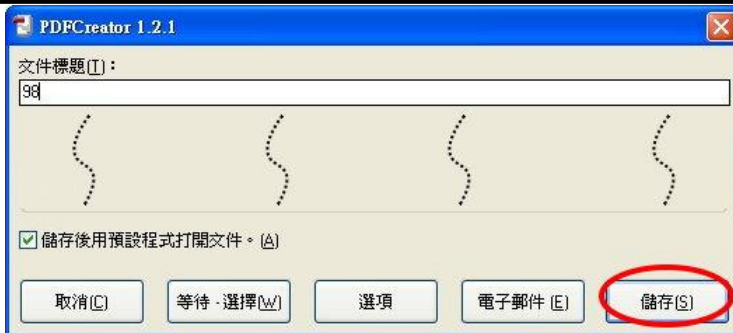 PDFCreator 1.2.1
文件標題(T)：
98
儲存後用預設程式打開文件。(A)
取消(C) 等待 - 選擇(W) 選項 電子郵件 (E) 儲存(S)